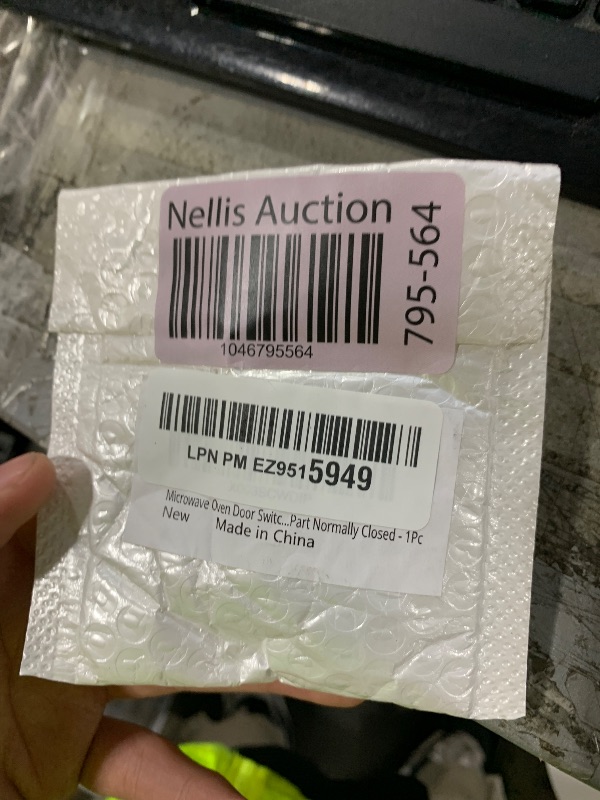 Nellis Auction
1046795564
795-564
LPN PM EZ9515949
Microwave Oven Door Switc...Part Normally Closed - 1Pc
New
Made in China